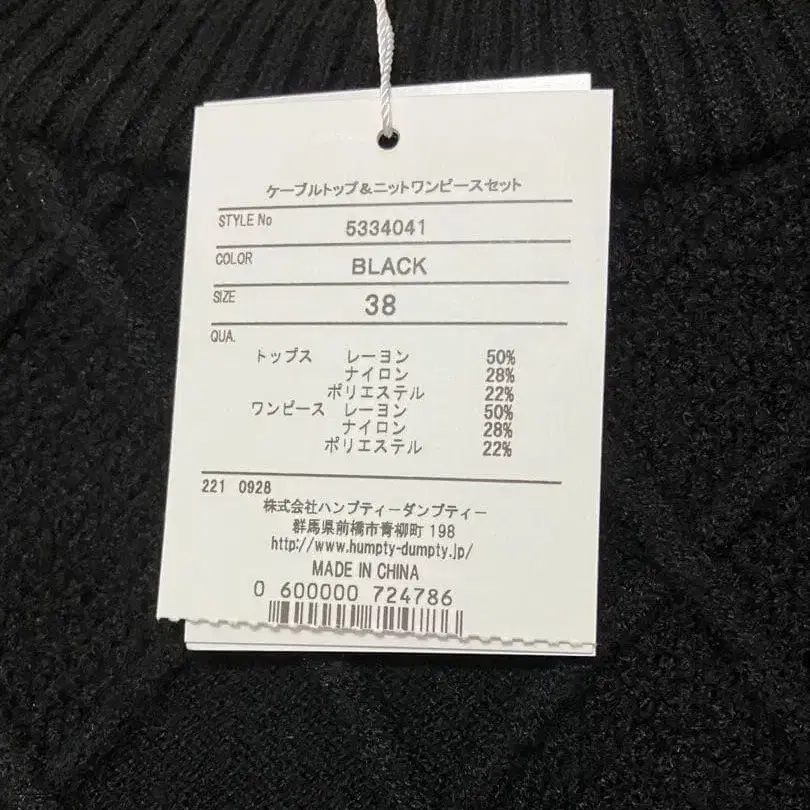 ケーブルトップ&ニットワンピースセット
STYLE No 5334041
COLOR BLACK
SIZE 38
QUA.
トップス レーヨン 50%
ナイロン 28%
ポリエステル 22%
ワンピース レーヨン 50%
ナイロン 28%
ポリエステル 22%
221 0928
株式会社ハンプティーダンプティー
群馬県前橋市青柳町 198
http://www.humpty-dumpty.jp/
MADE IN CHINA
0 600000 724786